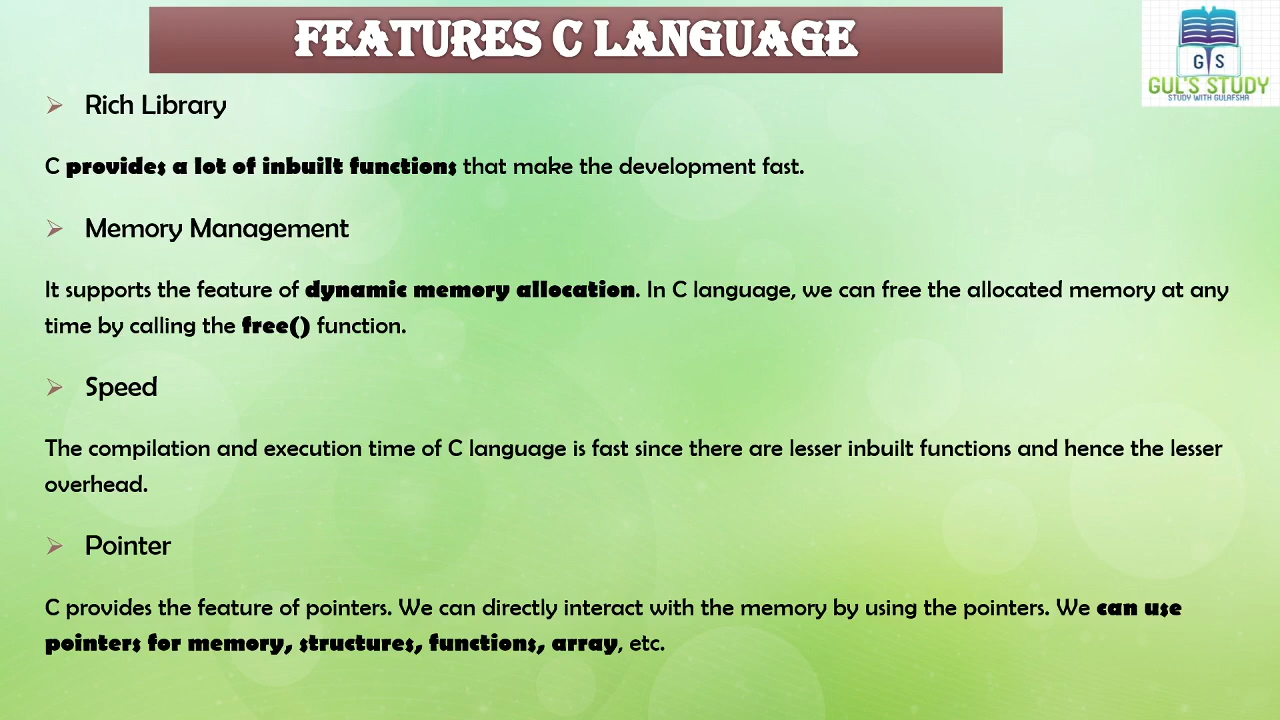 FEATURES C LANGUAGE
G S
GUL'S STUDY
STUDY WITH GULAFSHA
Rich Library
C provides a lot of inbuilt functions that make the development fast.
Memory Management
It supports the feature of dynamic memory allocation. In C language, we can free the allocated memory at any
time by calling the free() function.
Speed
The compilation and execution time of C language is fast since there are lesser inbuilt functions and hence the lesser
overhead.
Pointer
C provides the feature of pointers. We can directly interact with the memory by using the pointers. We can use
pointers for memory, structures, functions, array, etc.